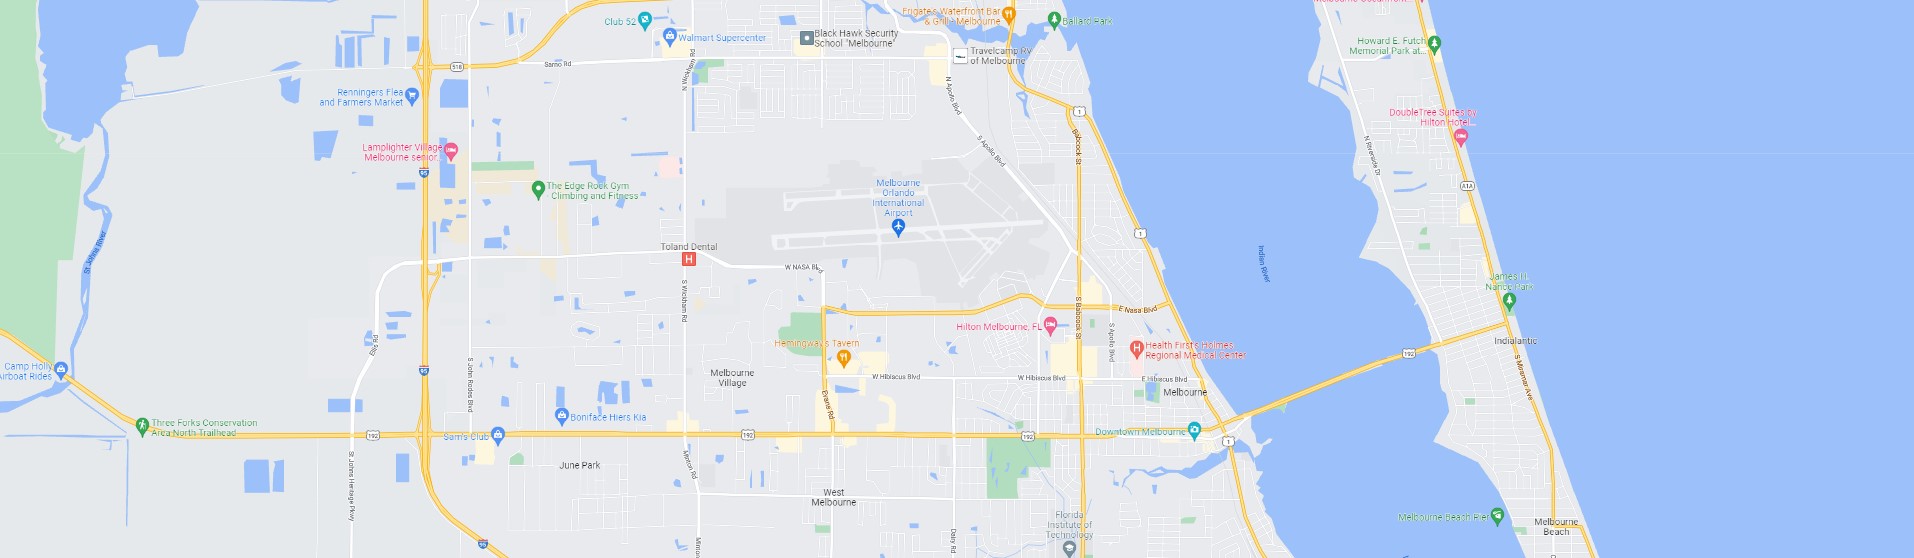 Melbourne Oceanfront...
Frigate's Waterfront Bar
& Grill - Melbourne
Club 52
Ballard Park
Walmart Supercenter
Black Hawk Security
School "Melbourne"
Howard E. Futch
Memorial Park at...
Travelcamp RV
of Melbourne
518
Sarno Rd
N Wickham Rd
Renningers Flea
and Farmers Market
N Apollo Blvd
1
DoubleTree Suites by
Hilton Hotel...
Babcock St
Lamplighter Village
Melbourne senior...
S Apollo Blvd
N Riverside Dr
95
The Edge Rock Gym
- Climbing and Fitness
Melbourne
Orlando
International
Airport
A1A
St Johns River
1
Toland Dental
Indian River
W NASA Blvd
James H.
Nance Park
S Wickham Rd
E Nasa Blvd
S Babcock St
Hilton Melbourne, FL
S Apollo Blvd
Ellis Rd
Hemingway's Tavern
Health First's Holmes
Regional Medical Center
Indialantic
192
Camp Holly
Airboat Rides
95
S John Rodes Blvd
Melbourne
Village
W Hibiscus Blvd
W Hibiscus Blvd
E Hibiscus Blvd
S Miramar Ave
Melbourne
Evans Rd
Boniface Hiers Kia
Three Forks Conservation
Area North Trailhead
192
Sam's Club
192
192
Downtown Melbourne
1
June Park
Minton Rd
St Johns Heritage Pkwy
West
Melbourne
Florida
Institute of
Technology
Melbourne Beach Pier
Melbourne
Beach
95
Minton
Dairy Rd